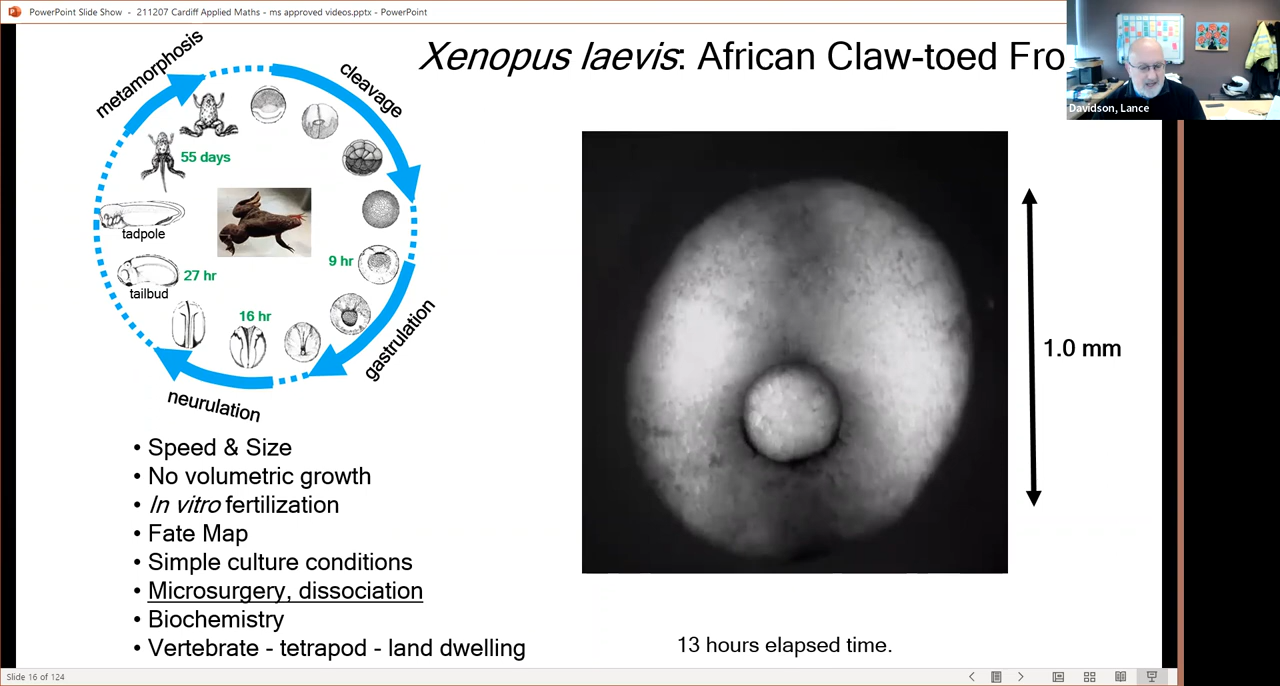 PowerPoint Slide Show - 211207 Cardiff Applied Maths - ms approved videos.pptx - PowerPoint
Xenopus laevis: African Claw-toed Fro
Davidson, Lance
metamorphosis
cleavage
55 days
tadpole
9 hr
27 hr
tailbud
16 hr
gastrulation
neurulation
1.0 mm
• Speed & Size
• No volumetric growth
• In vitro fertilization
• Fate Map
• Simple culture conditions
• Microsurgery, dissociation
• Biochemistry
• Vertebrate - tetrapod - land dwelling
13 hours elapsed time.
Slide 16 of 124